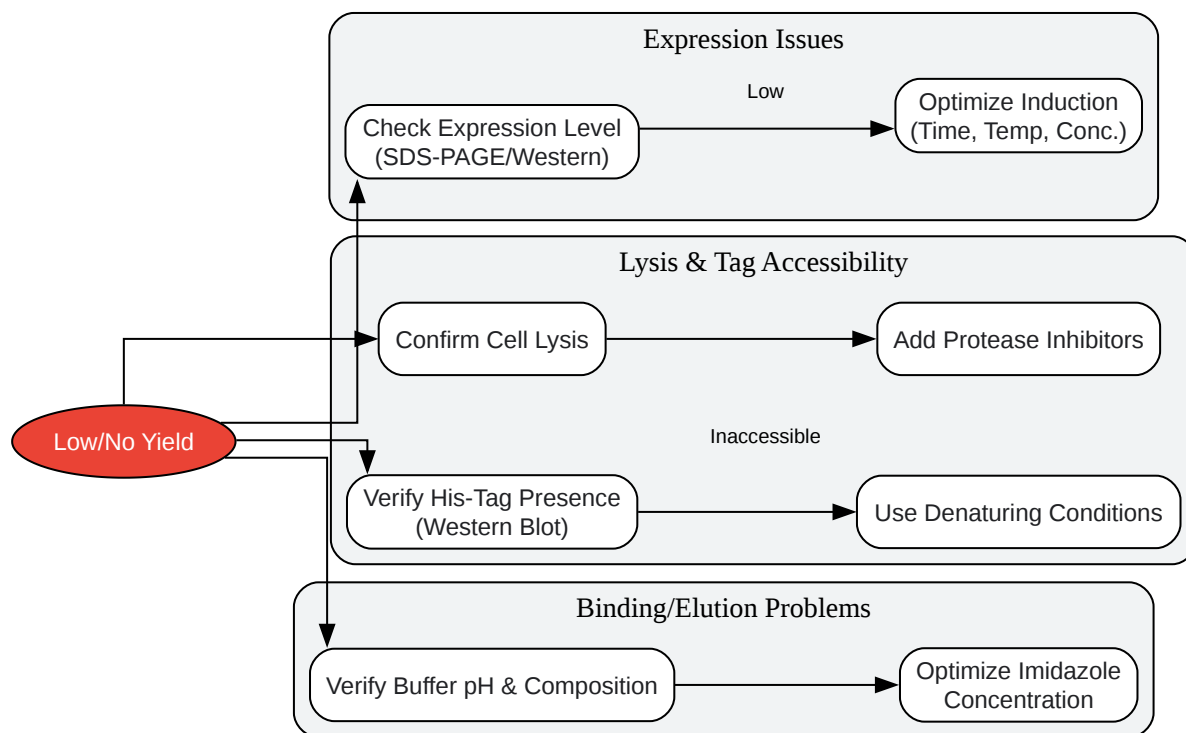 Expression Issues
Low
Check Expression Level
(SDS-PAGE/Western)
Optimize Induction
(Time, Temp, Conc.)
Lysis & Tag Accessibility
Confirm Cell Lysis
Add Protease Inhibitors
Low/No Yield
Inaccessible
Verify His-Tag Presence
(Western Blot)
Use Denaturing Conditions
Binding/Elution Problems
Verify Buffer pH & Composition
Optimize Imidazole
Concentration